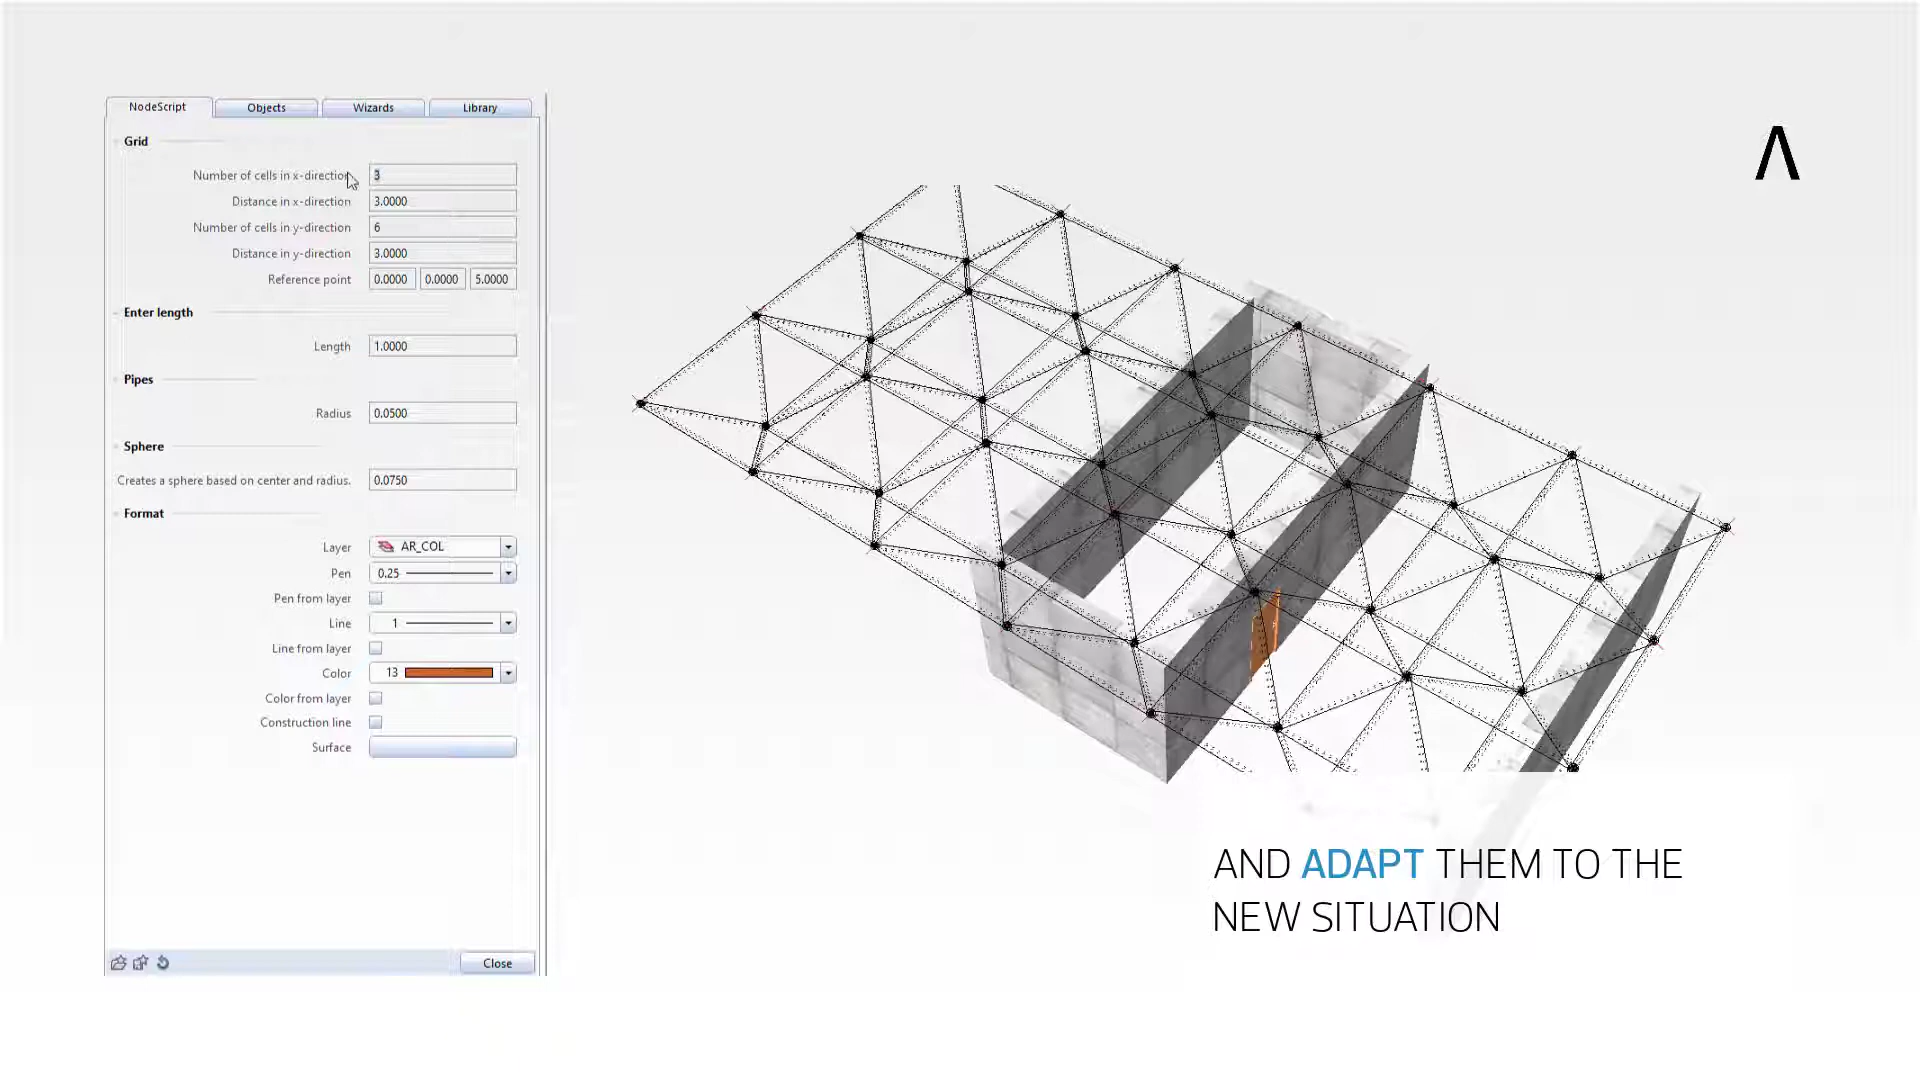 NodeScript Objects Wizards Library
Grid
Number of cells in x-direction 3
Distance in x-direction 3.0000
Number of cells in y-direction 6
Distance in y-direction 3.0000
Reference point 0.0000 0.0000 5.0000
Enter length
Length 1.0000
Pipes
Radius 0.0500
Sphere
Creates a sphere based on center and radius. 0.0750
Format
Layer AR_COL
Pen 0.25
Pen from layer
Line 1
Line from layer
Color 13
Color from layer
Construction line
Surface
Close
AND ADAPT THEM TO THE
NEW SITUATION